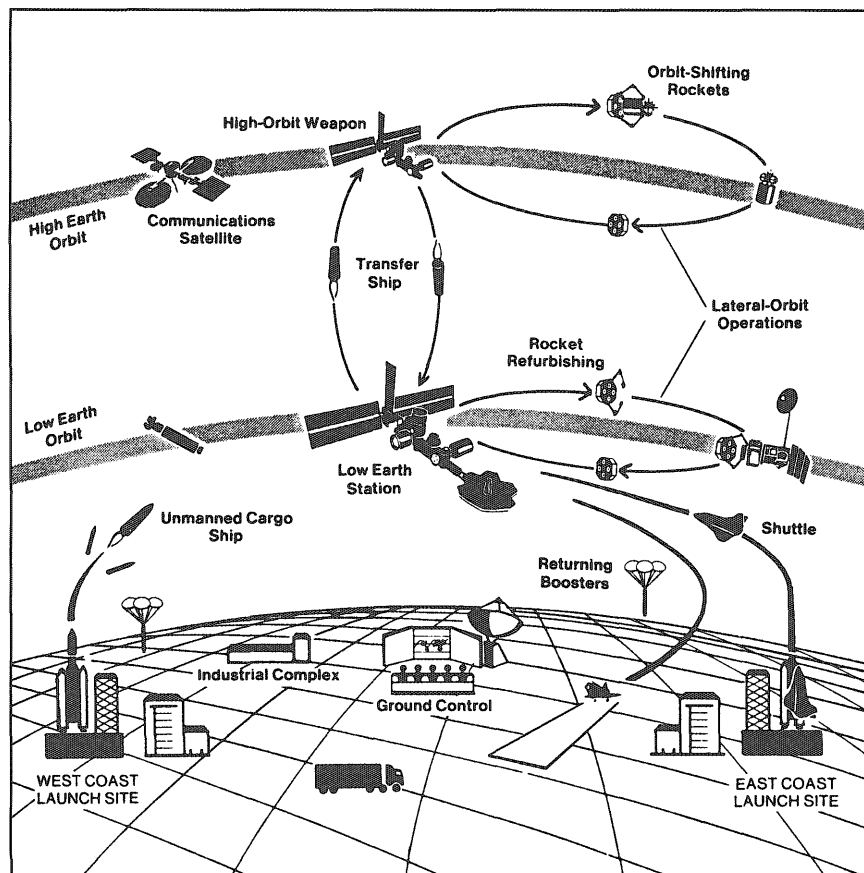 Orbit-Shifting
Rockets
High-Orbit Weapon
High Earth
Orbit
Communications
Satellite
Transfer
Ship
Lateral-Orbit
Operations
Rocket
Refurbishing
Low Earth
Orbit
Low Earth
Station
Unmanned Cargo
Ship
Shuttle
Returning
Boosters
Industrial Complex
Ground Control
WEST COAST
LAUNCH SITE
EAST COAST
LAUNCH SITE